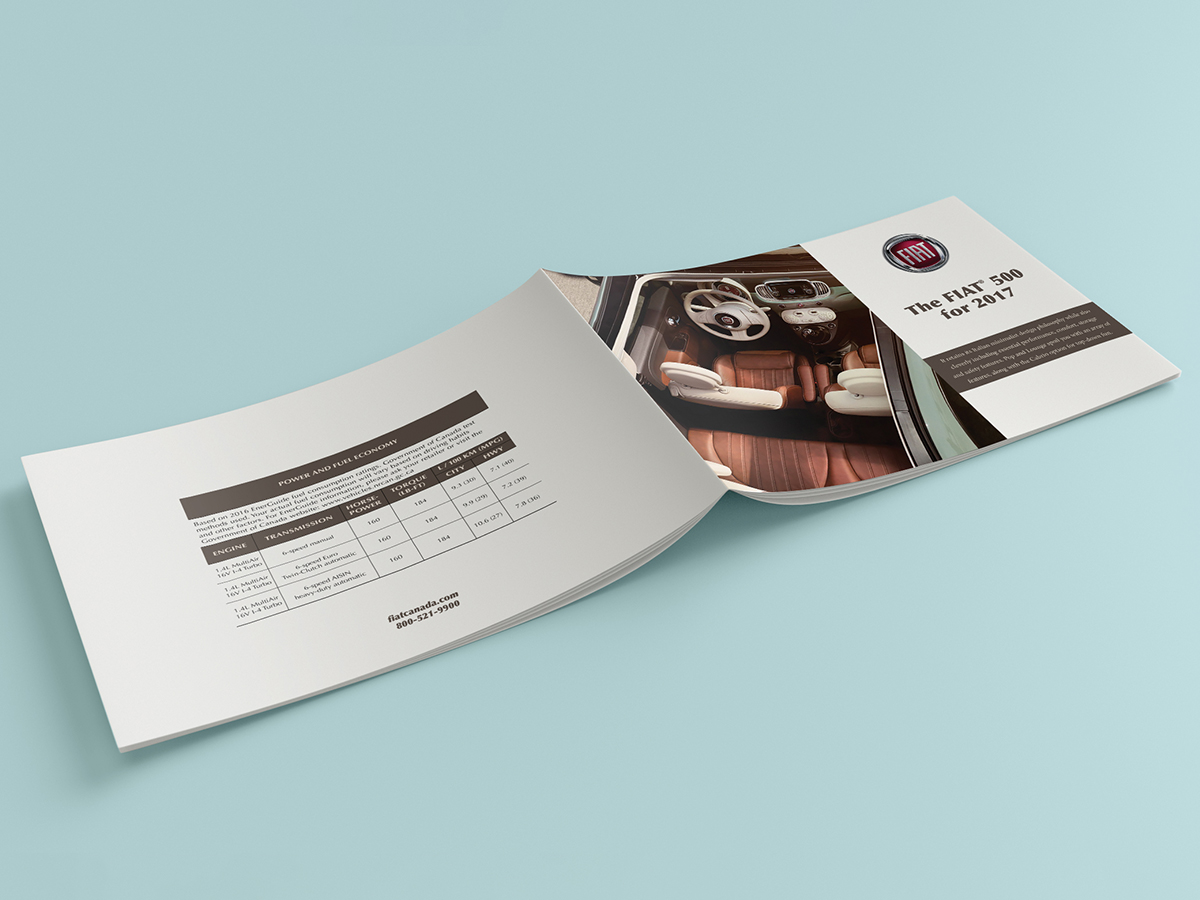 POWER AND FUEL ECONOMY
Based on 2016 EnerGuide fuel consumption ratings. Government of Canada test
methods used. Your actual fuel consumption will vary based on driving habits
and other factors. For EnerGuide information, please ask your retailer or visit the
Government of Canada website: www.vehicles.nrcan.gc.ca
ENGINE TRANSMISSION HORSE-POWER TORQUE (LB-FT) L / 100 KM (MPG) CITY HWY
1.4L MultiAir 16V I-4 Turbo 6-speed manual 160 184 9.3 (30) 7.1 (40)
1.4L MultiAir 16V I-4 Turbo 6-speed Euro Twin-Clutch automatic 160 184 9.9 (29) 7.2 (39)
1.4L MultiAir 16V I-4 Turbo 6-speed AISIN heavy-duty automatic 160 184 10.6 (27) 7.8 (36)
fiatcanada.com
800-521-9900
FIAT
The FIAT® 500
for 2017
It retains its Italian minimalist design philosophy while also
cleverly including essential performance, comfort, storage
and safety features. Pop and Lounge spoil you with an array of
features, along with the Cabrio option for top-down fun.